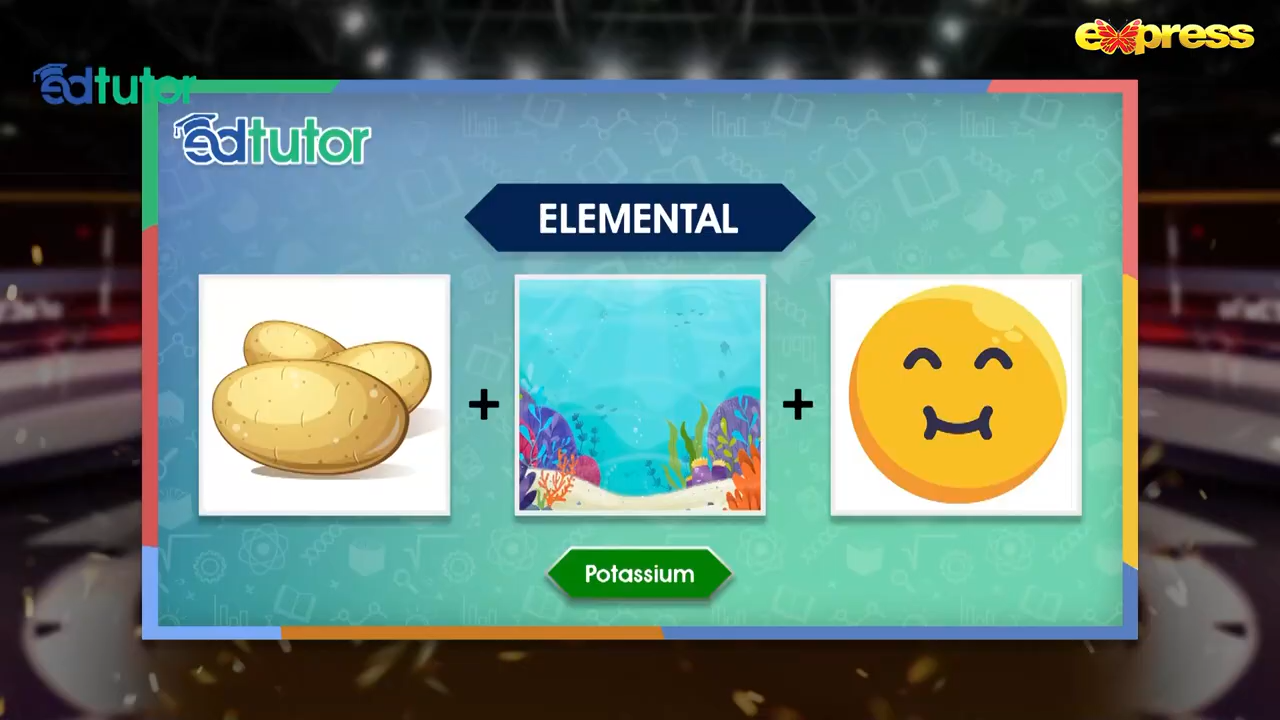 express
edtutor
edtutor
ELEMENTAL
+
+
Potassium